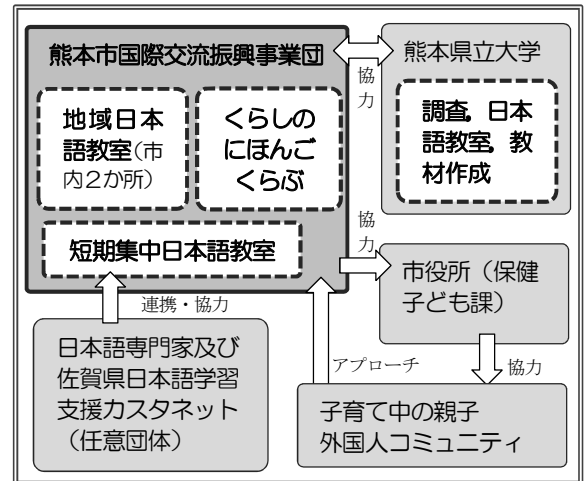 熊本市国際交流振興事業団
地域日本
語教室(市
内2か所)
くらしの
にほんご
くらぶ
短期集中日本語教室
協
力
熊本県立大学
調査，日本
語教室，教
材作成
協
力
市役所（保健
子ども課）
連携・協力
アプローチ
協力
日本語専門家及び
佐賀県日本語学習
支援カスタネット
（任意団体）
子育て中の親子
外国人コミュニティ